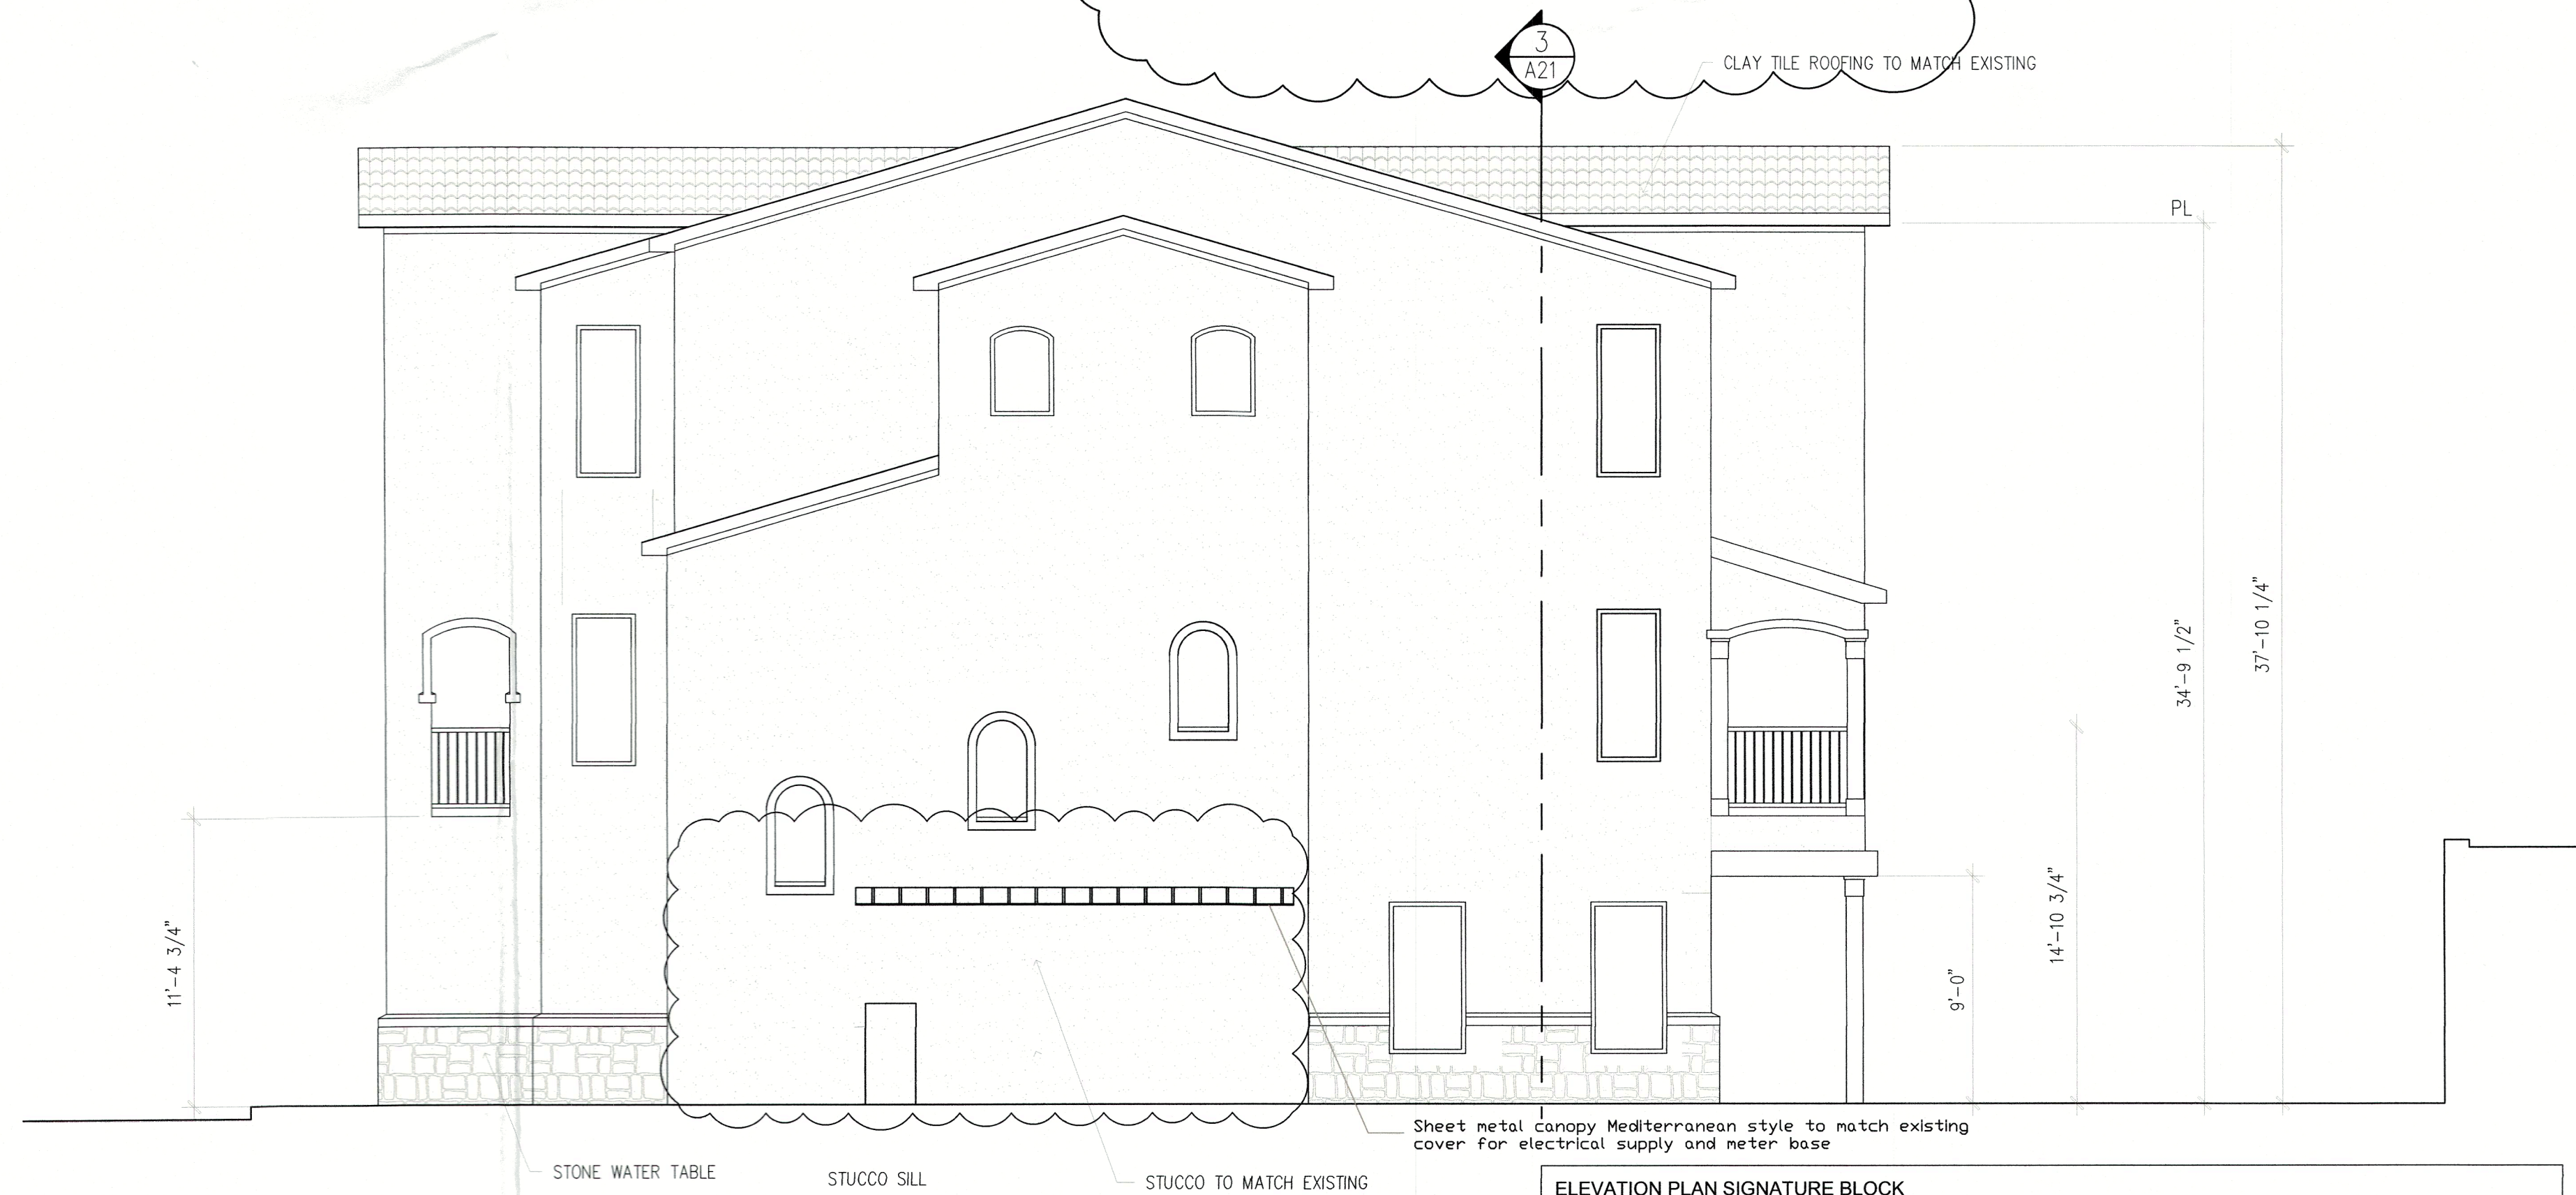 3
A21
CLAY TILE ROOFING TO MATCH EXISTING
PL
37'-10 1/4"
34'-9 1/2"
14'-10 3/4"
9'-0"
11'-4 3/4"
Sheet metal canopy Mediterranean style to match existing
cover for electrical supply and meter base
STONE WATER TABLE
STUCCO SILL
STUCCO TO MATCH EXISTING
ELEVATION PLAN SIGNATURE BLOCK